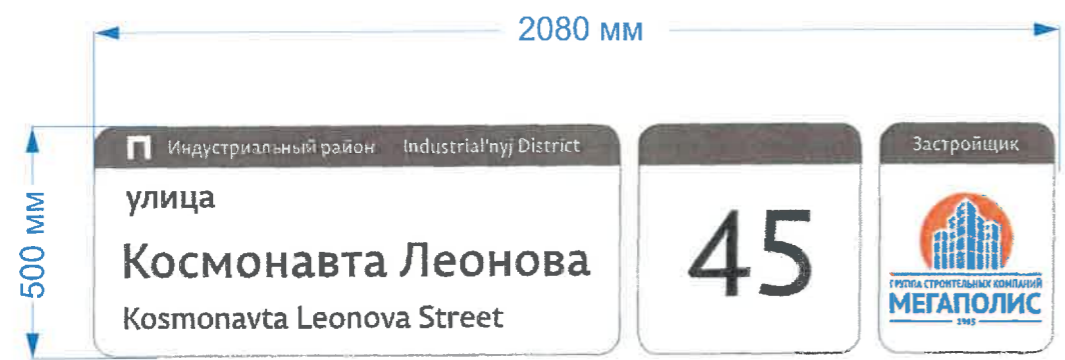 2080 мм
500 мм
П Индустриальный район Industrial'nyj District
улица
Космонавта Леонова
Kosmonavta Leonova Street
45
Застройщик
ГРУППА СТРОИТЕЛЬНЫХ КОМПАНИЙ
МЕГАПОЛИС